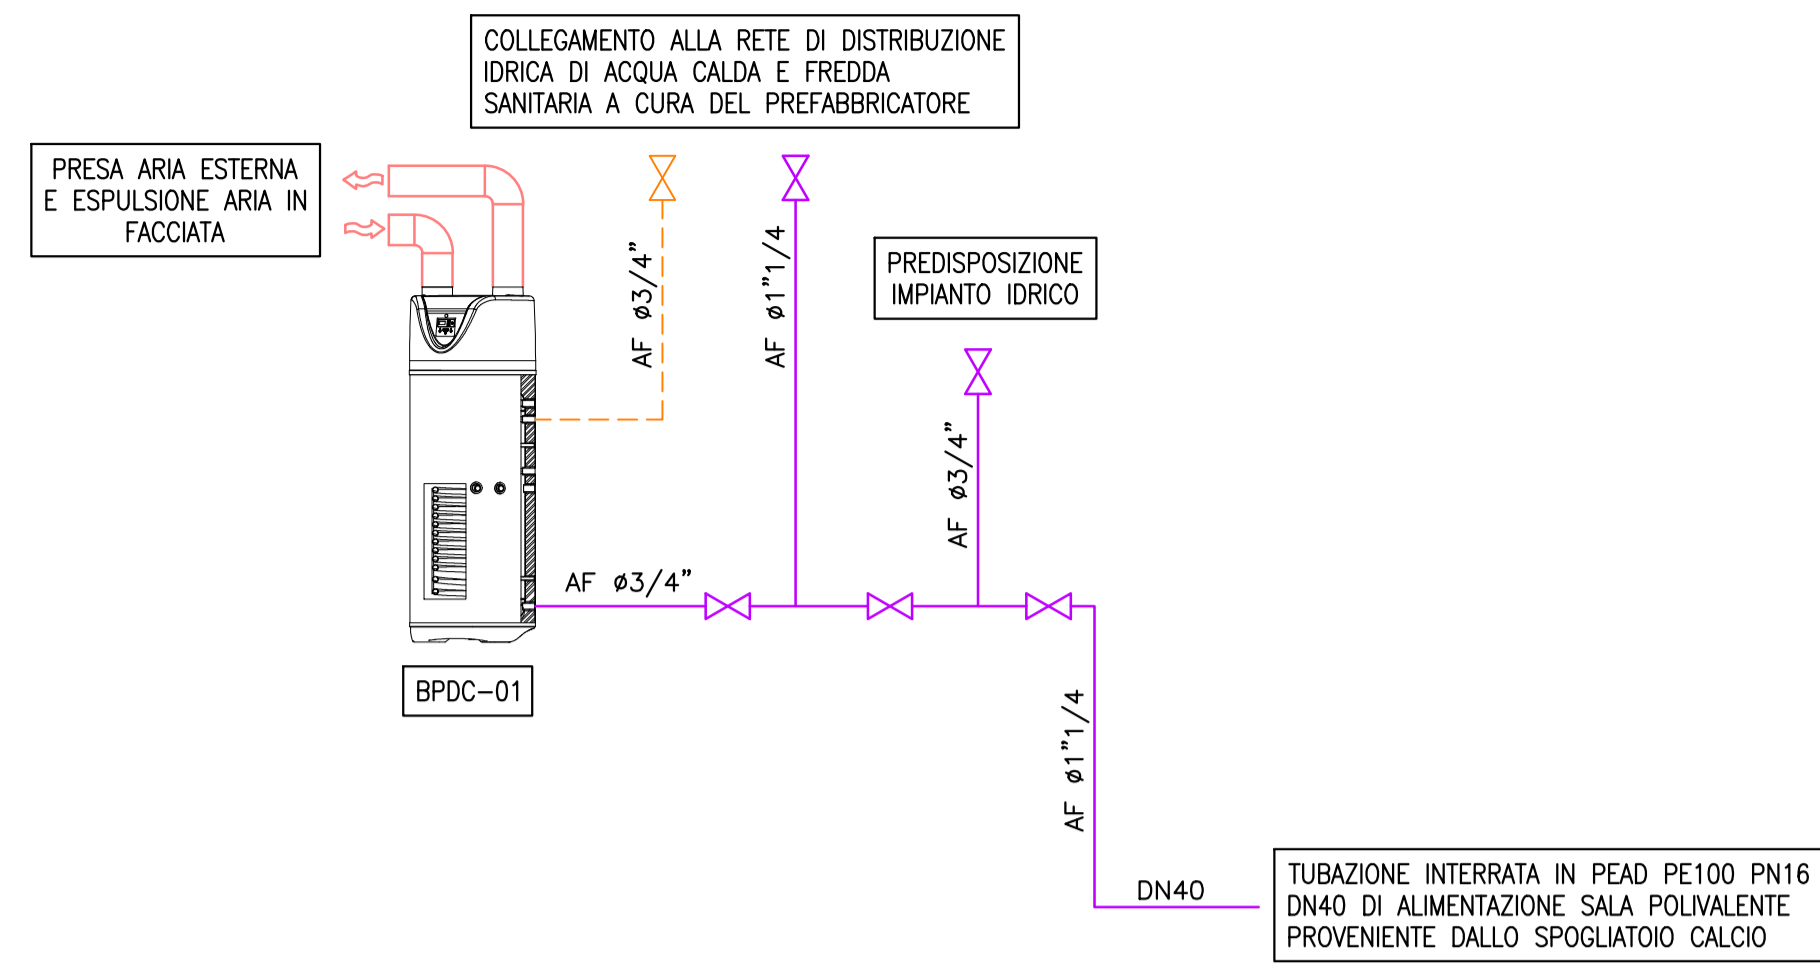 COLLEGAMENTO ALLA RETE DI DISTRIBUZIONE
IDRICA DI ACQUA CALDA E FREDDA
SANITARIA A CURA DEL PREFABBRICATORE
PRESA ARIA ESTERNA
E ESPULSIONE ARIA IN
FACCIATA
AF ø3/4"
AF ø1"1/4
PREDISPOSIZIONE
IMPIANTO IDRICO
AF ø3/4"
AF ø3/4"
BPDC-01
AF ø1"1/4
DN40
TUBAZIONE INTERRATA IN PEAD PE100 PN16
DN40 DI ALIMENTAZIONE SALA POLIVALENTE
PROVENIENTE DALLO SPOGLIATOIO CALCIO